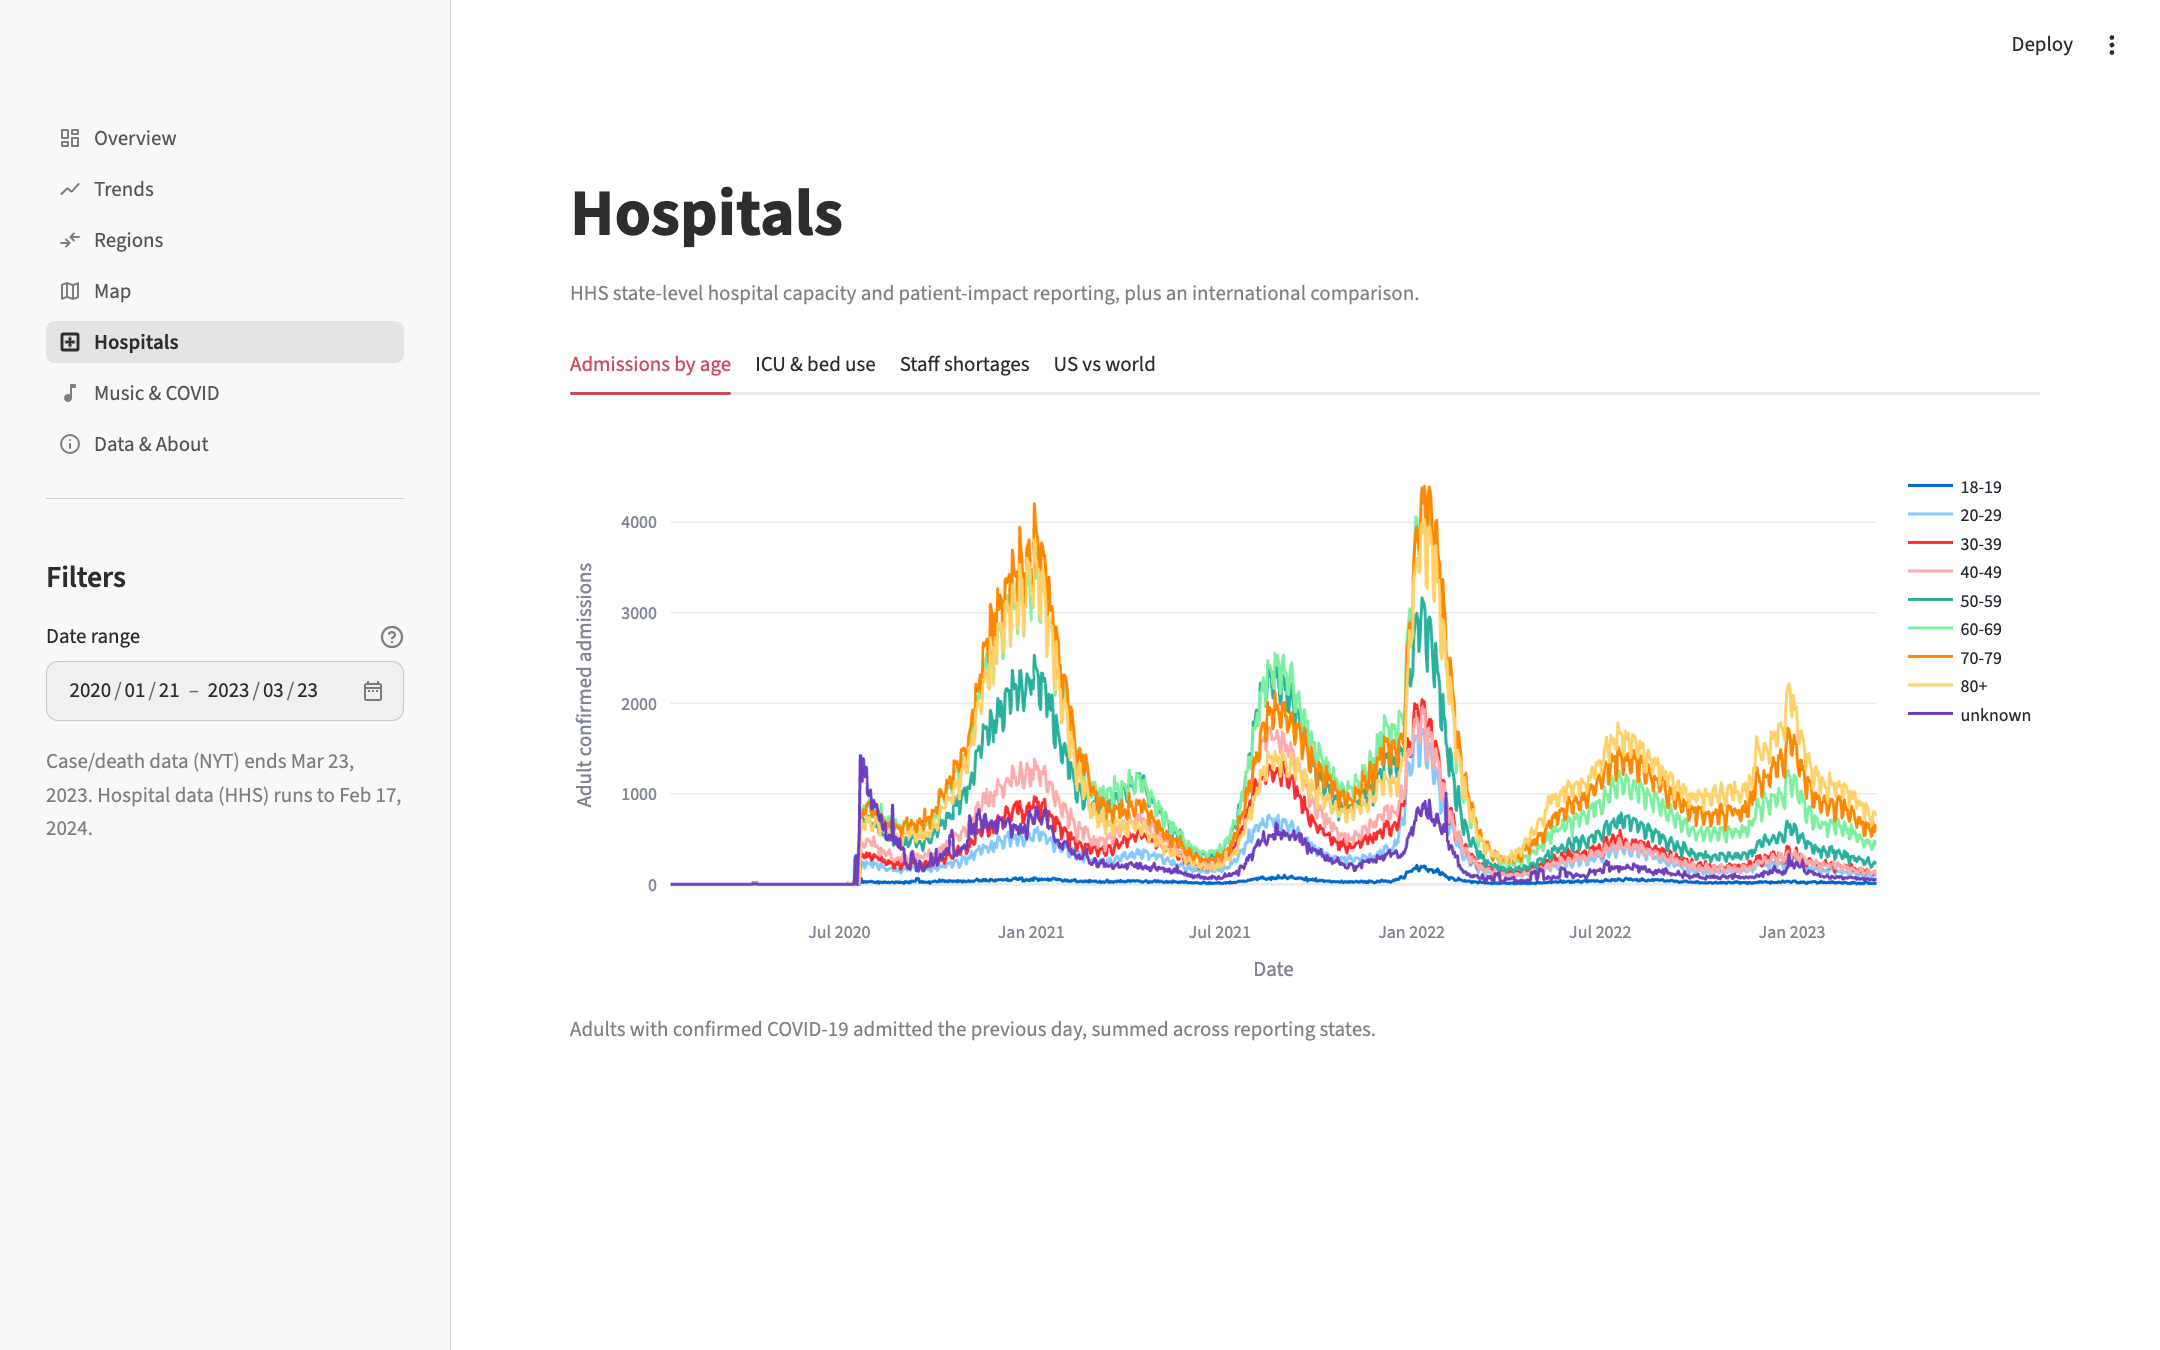 Deploy
Overview
Trends
Regions
Map
Hospitals
Music & COVID
Data & About
Filters
Date range
2020/01/21 – 2023/03/23
Case/death data (NYT) ends Mar 23,
2023. Hospital data (HHS) runs to Feb 17,
2024.
Hospitals
HHS state-level hospital capacity and patient-impact reporting, plus an international comparison.
Admissions by age ICU & bed use Staff shortages US vs world
Adult confirmed admissions
4000
3000
2000
1000
0
Jul 2020 Jan 2021 Jul 2021 Jan 2022 Jul 2022 Jan 2023
Date
18-19
20-29
30-39
40-49
50-59
60-69
70-79
80+
unknown
Adults with confirmed COVID-19 admitted the previous day, summed across reporting states.